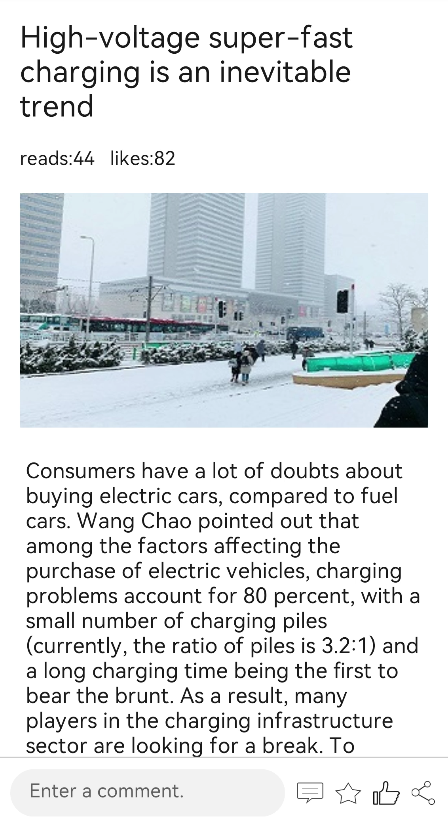 High-voltage super-fast
charging is an inevitable
trend
reads:44 likes:82
Consumers have a lot of doubts about
buying electric cars, compared to fuel
cars. Wang Chao pointed out that
among the factors affecting the
purchase of electric vehicles, charging
problems account for 80 percent, with a
small number of charging piles
(currently, the ratio of piles is 3.2:1) and
a long charging time being the first to
bear the brunt. As a result, many
players in the charging infrastructure
sector are looking for a break. To
Enter a comment.